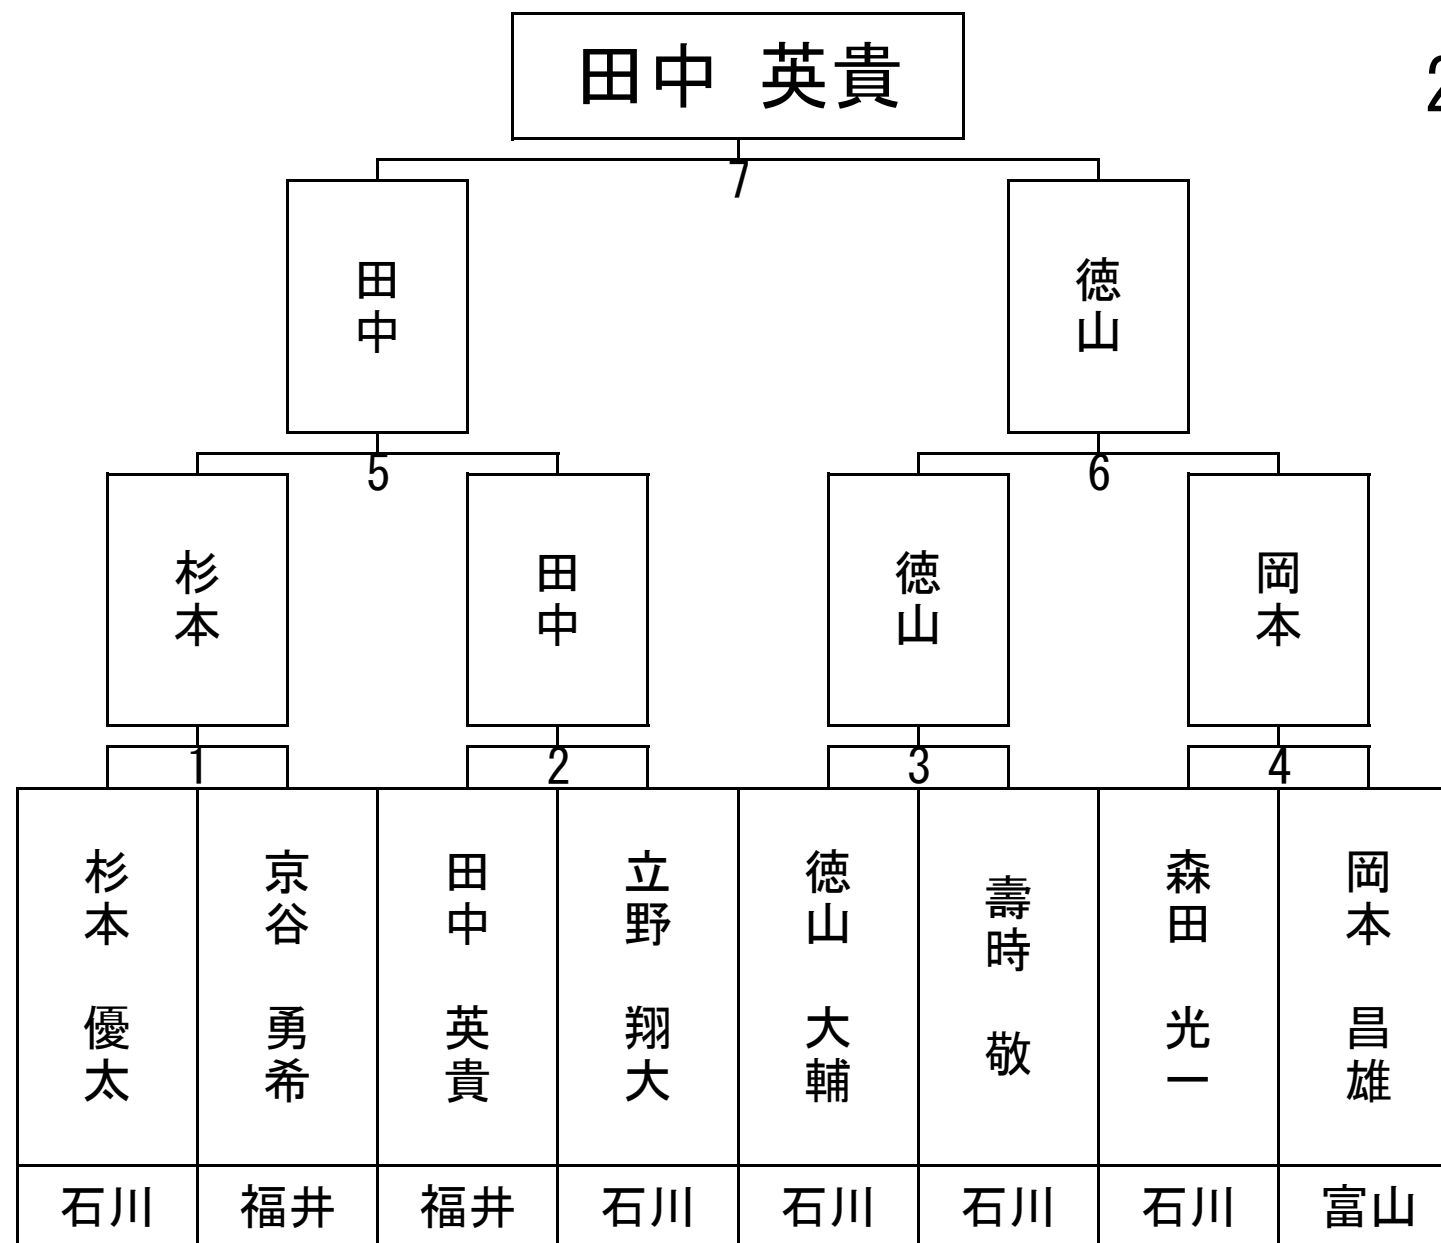 田中 英貴
2
7
田中
徳山
5
6
杉本
田中
徳山
岡本
1
2
3
4
杉本 優太
京谷 勇希
田中 英貴
立野 翔大
徳山 大輔
壽時 敬
森田 光一
岡本 昌雄
石川
福井
福井
石川
石川
石川
石川
富山